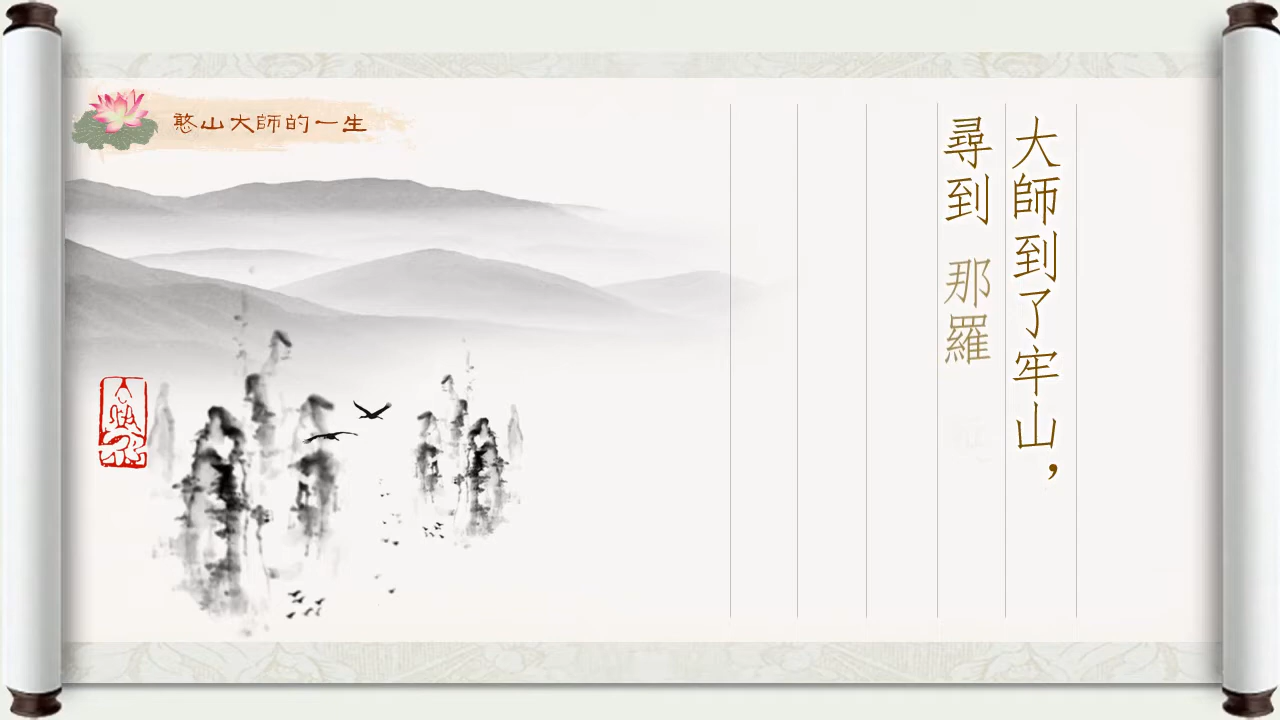 憨山大師的一生
大師到了牢山，
尋到 那羅